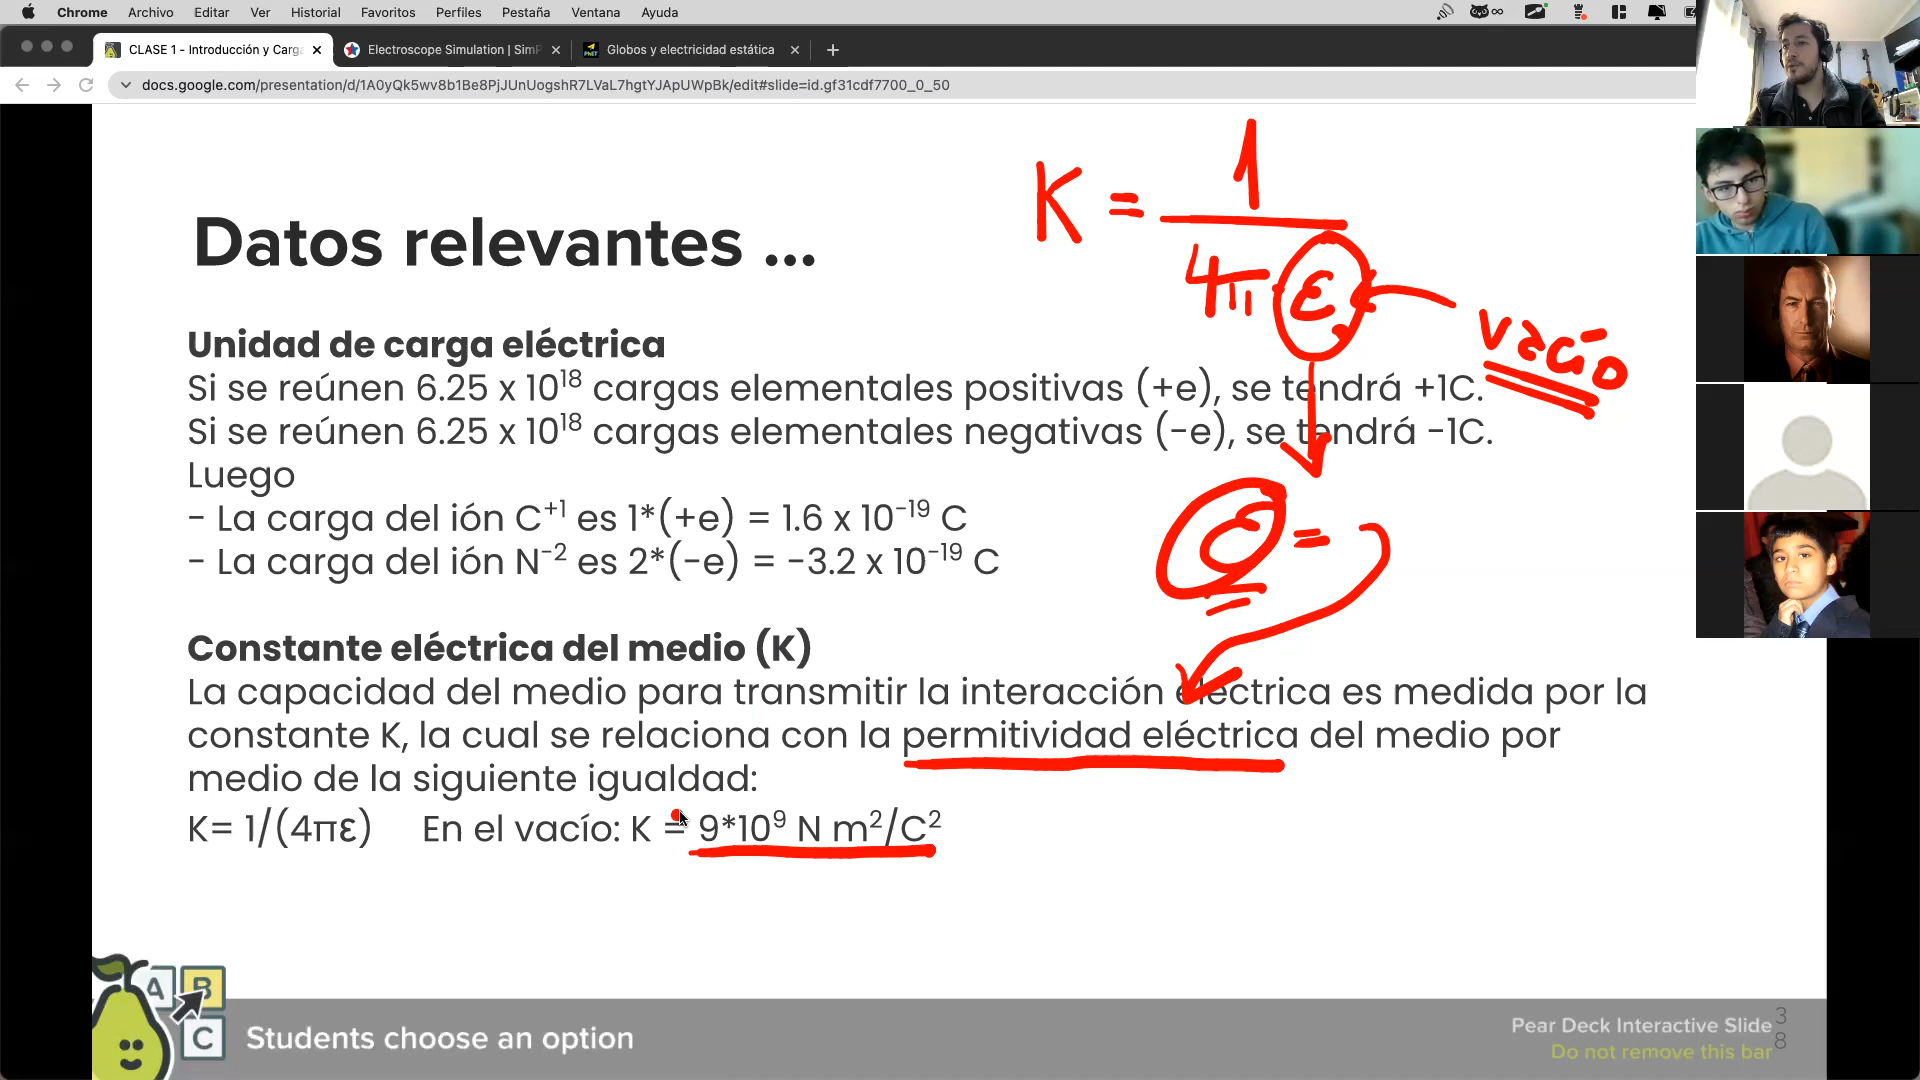 Chrome Archivo Editar Ver Historial Favoritos Perfiles Pestaña Ventana Ayuda
CLASE 1 - Introducción y Carga
Electroscope Simulation | SimP
Globos y electricidad estática
docs.google.com/presentation/d/1A0yQk5wv8b1Be8PjJUnUogshR7LVaL7hgtYJApUWpBk/edit#slide=id.gf31cdf7700_0_50
K = 1
4π ε
vacío
Datos relevantes ...
Unidad de carga eléctrica
Si se reúnen 6.25 x 10^18 cargas elementales positivas (+e), se tendrá +1C.
Si se reúnen 6.25 x 10^18 cargas elementales negativas (-e), se tendrá -1C.
Luego
- La carga del ión C^+1 es 1*(+e) = 1.6 x 10^-19 C
- La carga del ión N^-2 es 2*(-e) = -3.2 x 10^-19 C
Constante eléctrica del medio (K)
La capacidad del medio para transmitir la interacción eléctrica es medida por la
constante K, la cual se relaciona con la permitividad eléctrica del medio por
medio de la siguiente igualdad:
K= 1/(4πε) En el vacío: K = 9*10^9 N m^2/C^2
A B C
Students choose an option
Pear Deck Interactive Slide
Do not remove this bar
38